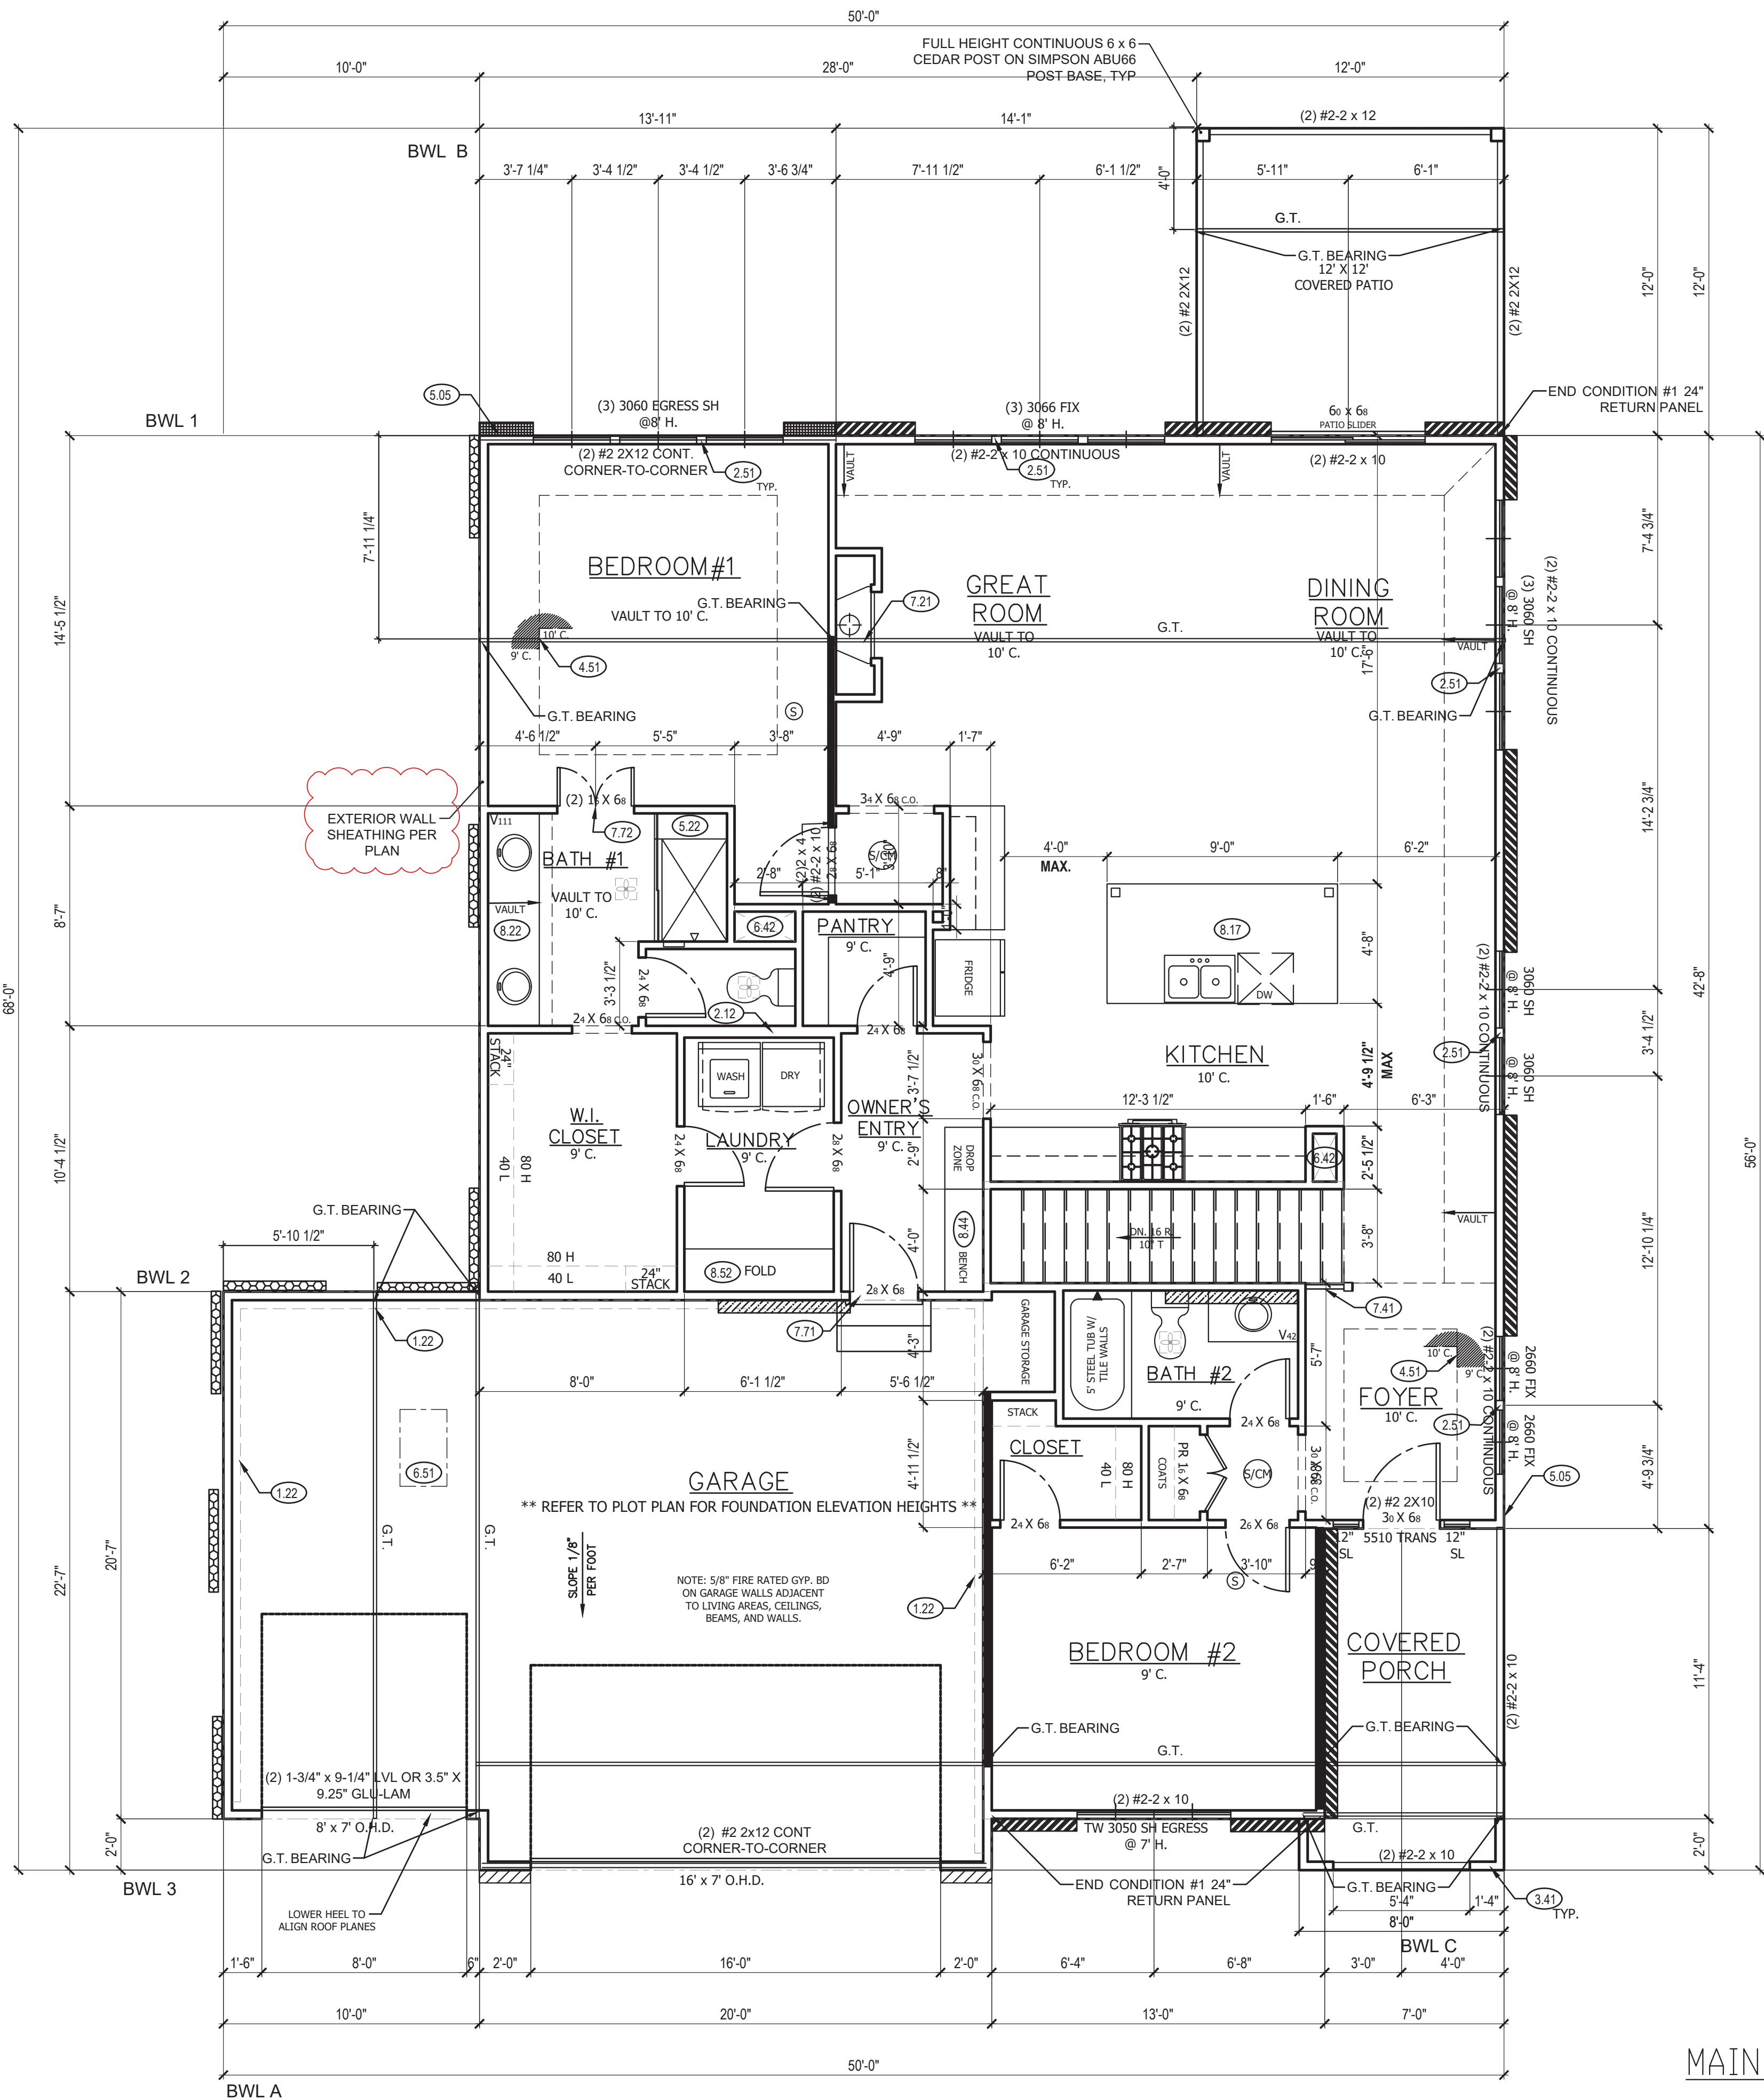 50'-0"
FULL HEIGHT CONTINUOUS 6 x 6
CEDAR POST ON SIMPSON ABU66
POST BASE, TYP
10'-0"
28'-0"
12'-0"
13'-11"
14'-1"
(2) #2-2 x 12
BWL B
3'-7 1/4"
3'-4 1/2"
3'-4 1/2"
3'-6 3/4"
7'-11 1/2"
6'-1 1/2"
4'-0"
5'-11"
6'-1"
G.T.
G.T. BEARING
12' X 12'
COVERED PATIO
(2) #2 2X12
(2) #2 2X12
12'-0"
12'-0"
5.05
BWL 1
(3) 3060 EGRESS SH
@8' H.
(3) 3066 FIX
@ 8' H.
60 X 68
PATIO SLIDER
END CONDITION #1 24"
RETURN PANEL
(2) #2 2X12 CONT.
CORNER-TO-CORNER
2.51
TYP.
VAULT
(2) #2-2 x 10 CONTINUOUS
2.51
TYP.
VAULT
(2) #2-2 x 10
7'-11 1/4"
14'-5 1/2"
BEDROOM #1
VAULT TO 10' C.
G.T. BEARING
10' C.
9' C.
4.51
7.21
GREAT
ROOM
VAULT TO
10' C.
G.T.
DINING
ROOM
VAULT TO
10' C.
17'-6"
VAULT
2.51
G.T. BEARING
(3) 3060 SH
@ 8' H.
(2) #2-2 x 10 CONTINUOUS
7'-4 3/4"
G.T. BEARING
S
4'-6 1/2"
5'-5"
3'-8"
4'-9"
1'-7"
EXTERIOR WALL
SHEATHING PER
PLAN
(2) 16 X 68
7.72
V111
5.22
34 X 68 C.O.
BATH #1
VAULT TO
10' C.
VAULT
8.22
(2)2 x 4
(2) #2-2 x 10
28 X 68
S/CM
2'-8"
5'-1"
8"
4'-0"
MAX.
9'-0"
6'-2"
14'-2 3/4"
8'-7"
6.42
PANTRY
9' C.
4'-9"
FRIDGE
8.17
DW
4'-8"
3'-3 1/2"
24 X 68
2.12
24 X 68 C.O.
24 X 68
68'-0"
42'-8"
(2) #2-2 x 10 CONTINUOUS
3060 SH
@ 8' H.
3'-4 1/2"
2.51
3060 SH
@ 8' H.
24"
STACK
WASH
DRY
3'-7 1/2"
30 X 68 C.O.
KITCHEN
10' C.
4'-9 1/2"
MAX
W.I.
CLOSET
9' C.
80 H
40 L
24 X 68
LAUNDRY
9' C.
28 X 68
OWNER'S
ENTRY
9' C.
2'-9"
DROP
ZONE
12'-3 1/2"
1'-6"
6'-3"
6.42
2'-5 1/2"
10'-4 1/2"
56'-0"
G.T. BEARING
5'-10 1/2"
BWL 2
80 H
40 L
24"
STACK
8.52
FOLD
4'-0"
8.44
BENCH
DN. 16 R
10" T
3'-8"
VAULT
12'-10 1/4"
28 X 68
7.71
7.41
1.22
4'-3"
GARAGE STORAGE
5' STEEL TUB W/
TILE WALLS
V42
BATH #2
9' C.
5'-7"
10' C.
9' C.
4.51
FOYER
10' C.
2.51
(2) #2-2 x 10 CONTINUOUS
2660 FIX
@ 8' H.
2660 FIX
@ 8' H.
8'-0"
6'-1 1/2"
5'-6 1/2"
STACK
24 X 68
CLOSET
80 H
40 L
COATS
PR 16 X 68
S/CM
4'-11 1/2"
4'-9 3/4"
5.05
6.51
1.22
GARAGE
** REFER TO PLOT PLAN FOR FOUNDATION ELEVATION HEIGHTS **
24 X 68
26 X 68
(2) #2 2X10
30 X 68
12"
SL
5510 TRANS
12"
SL
G.T.
G.T.
SLOPE 1/8"
PER FOOT
NOTE: 5/8" FIRE RATED GYP. BD
ON GARAGE WALLS ADJACENT
TO LIVING AREAS, CEILINGS,
BEAMS, AND WALLS.
1.22
6'-2"
2'-7"
3'-10"
S
22'-7"
20'-7"
BEDROOM #2
9' C.
COVERED
PORCH
(2) #2-2 x 10
11'-4"
G.T. BEARING
G.T.
G.T. BEARING
(2) 1-3/4" x 9-1/4" LVL OR 3.5" X
9.25" GLU-LAM
8' x 7' O.H.D.
G.T. BEARING
(2) #2 2x12 CONT
CORNER-TO-CORNER
16' x 7' O.H.D.
(2) #2-2 x 10
TW 3050 SH EGRESS
@ 7' H.
G.T.
(2) #2-2 x 10
2'-0"
2'-0"
BWL 3
LOWER HEEL TO
ALIGN ROOF PLANES
END CONDITION #1 24"
RETURN PANEL
G.T. BEARING
5'-4"
1'-4"
3.41
TYP.
8'-0"
BWL C
1'-6"
8'-0"
6"
2'-0"
16'-0"
2'-0"
6'-4"
6'-8"
3'-0"
4'-0"
10'-0"
20'-0"
13'-0"
7'-0"
50'-0"
BWL A
MAIN